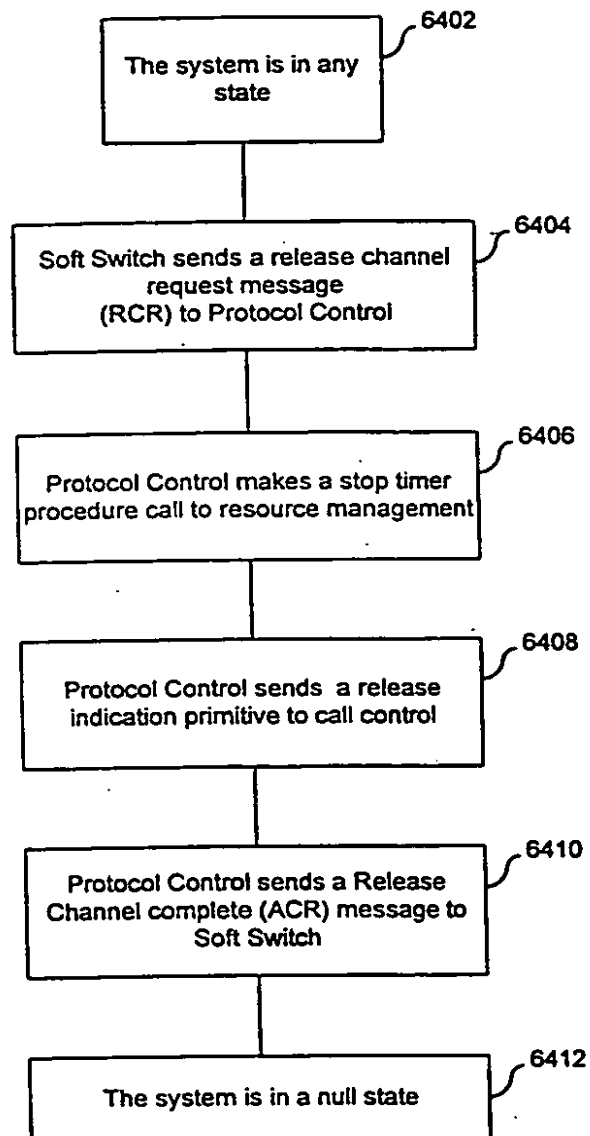 6402
The system is in any
state
6404
Soft Switch sends a release channel
request message
(RCR) to Protocol Control
6406
Protocol Control makes a stop timer
procedure call to resource management
6408
Protocol Control sends a release
indication primitive to call control
6410
Protocol Control sends a Release
Channel complete (ACR) message to
Soft Switch
6412
The system is in a null state